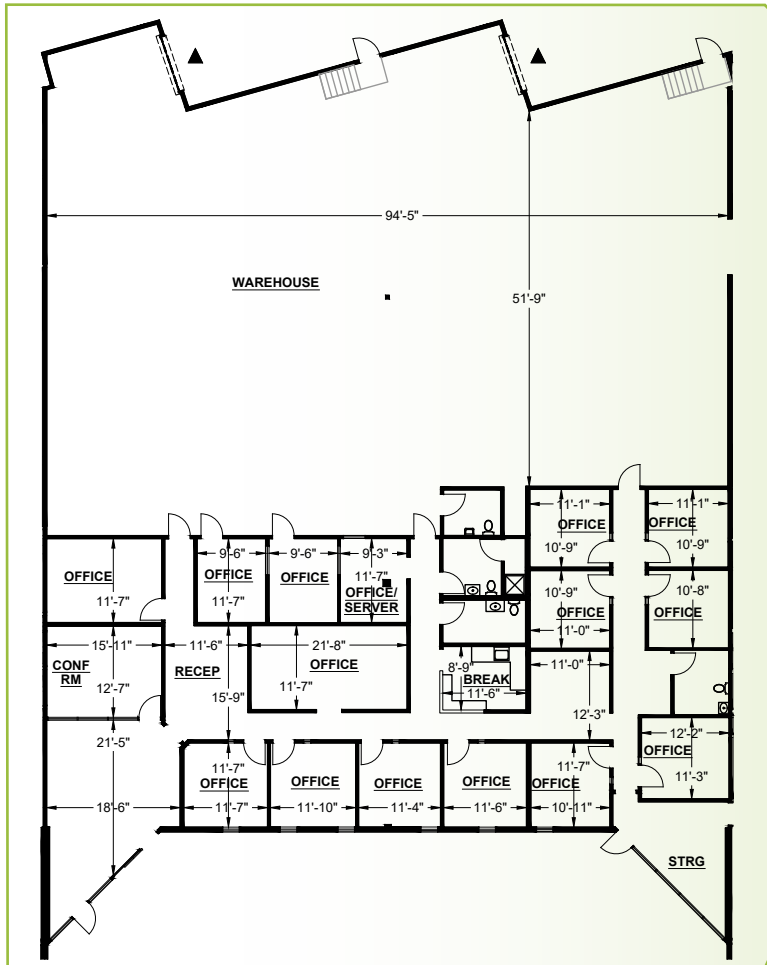 94'-5"
WAREHOUSE
51'-9"
11'-1"
OFFICE
10'-9"
11'-1"
OFFICE
10'-9"
OFFICE
11'-7"
9'-6"
OFFICE
11'-7"
9'-6"
OFFICE
9'-3"
11'-7"
OFFICE/
SERVER
10'-9"
OFFICE
11'-0"
10'-8"
OFFICE
15'-11"
CONF
RM
12'-7"
11'-6"
RECEP
15'-9"
21'-8"
OFFICE
11'-7"
8'-9"
BREAK
11'-6"
11'-0"
12'-3"
21'-5"
18'-6"
11'-7"
OFFICE
11'-7"
OFFICE
11'-10"
OFFICE
11'-4"
OFFICE
11'-6"
11'-7"
OFFICE
10'-11"
12'-2"
OFFICE
11'-3"
STRG